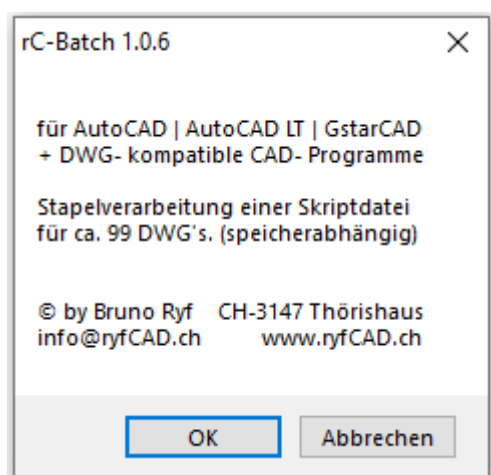 rC-Batch 1.0.6
für AutoCAD | AutoCAD LT | GstarCAD
+ DWG- kompatible CAD- Programme
Stapelverarbeitung einer Skriptdatei
für ca. 99 DWG's. (speicherabhängig)
© by Bruno Ryf CH-3147 Thörishaus
info@ryfCAD.ch www.ryfCAD.ch
OK Abbrechen